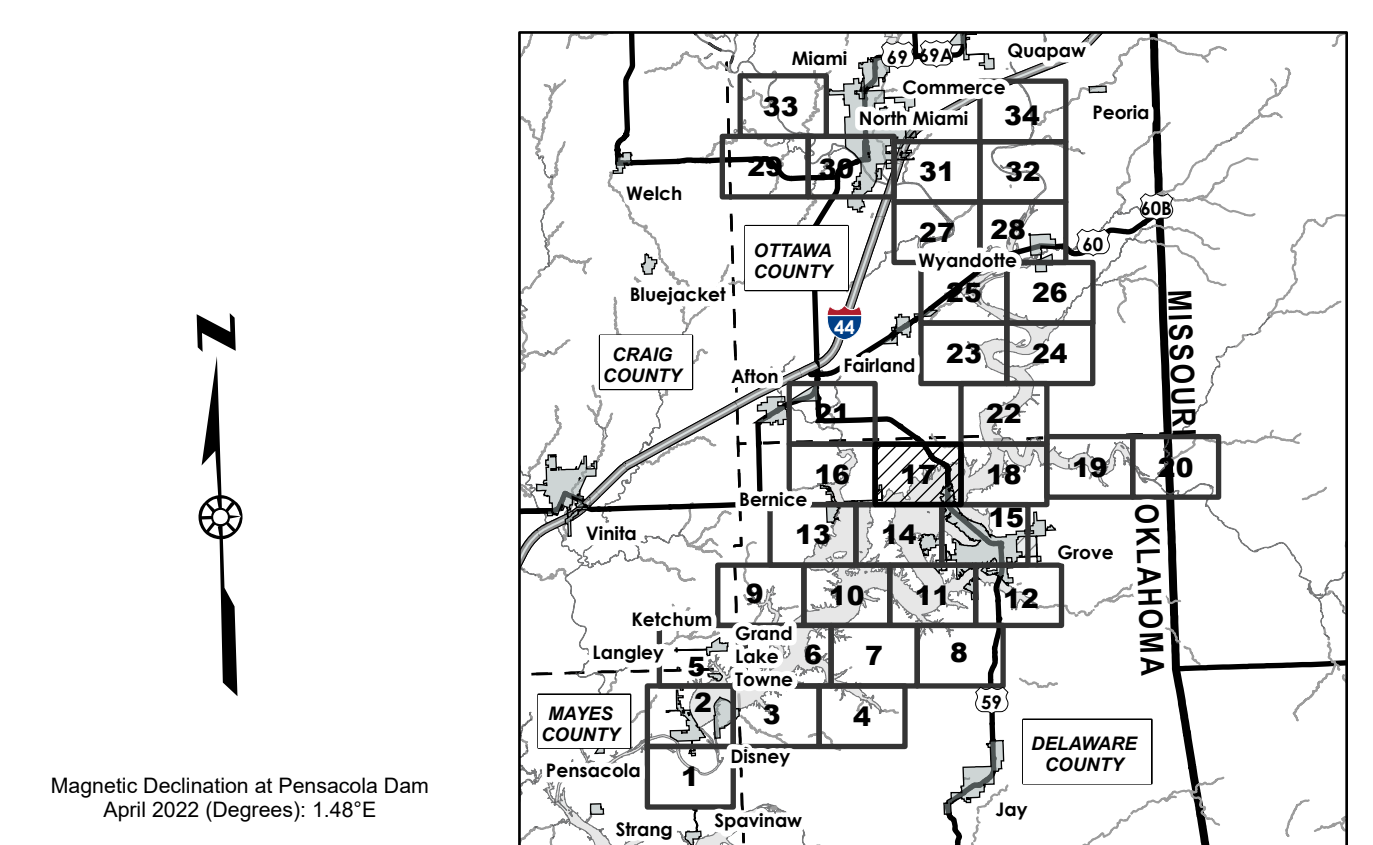 Miami
69
69A
Quapaw
Commerce
33
34
Peoria
North Miami
29
30
31
32
Welch
60B
27
28
60
OTTAWA
COUNTY
Wyandotte
Bluejacket
25
26
MISSOURI
N
44
CRAIG
COUNTY
Fairland
23
24
Afton
21
22
16
17
18
19
20
Bernice
OKLAHOMA
Vinita
13
14
15
Grove
9
10
11
12
Ketchum
Grand
Lake
Towne
Langley
5
6
7
8
2
3
4
59
MAYES
COUNTY
DELAWARE
COUNTY
Disney
Pensacola
1
Magnetic Declination at Pensacola Dam
April 2022 (Degrees): 1.48°E
Jay
Spavinaw
Strang